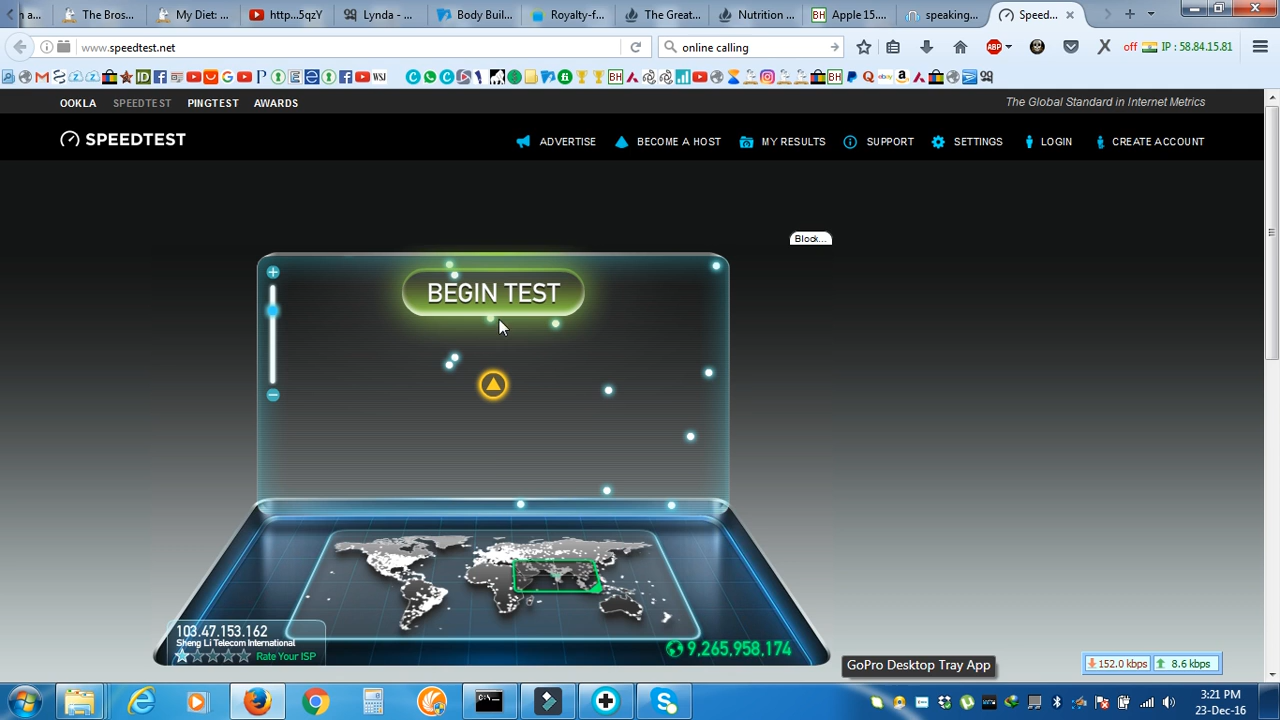 n a...
The Bros...
My Diet: ...
http...5qzY
Lynda - ...
Body Buil...
Royalty-f...
The Great...
Nutrition ...
BH Apple 15....
speaking...
Speed...
www.speedtest.net
online calling
ABP
off IP : 58.84.15.81
OOKLA SPEEDTEST PINGTEST AWARDS
The Global Standard in Internet Metrics
SPEEDTEST
ADVERTISE BECOME A HOST MY RESULTS SUPPORT SETTINGS LOGIN CREATE ACCOUNT
Block...
BEGIN TEST
103.47.153.162
Sheng Li Telecom International
Rate Your ISP
9,265,958,174
GoPro Desktop Tray App
152.0 kbps 8.6 kbps
3:21 PM
23-Dec-16